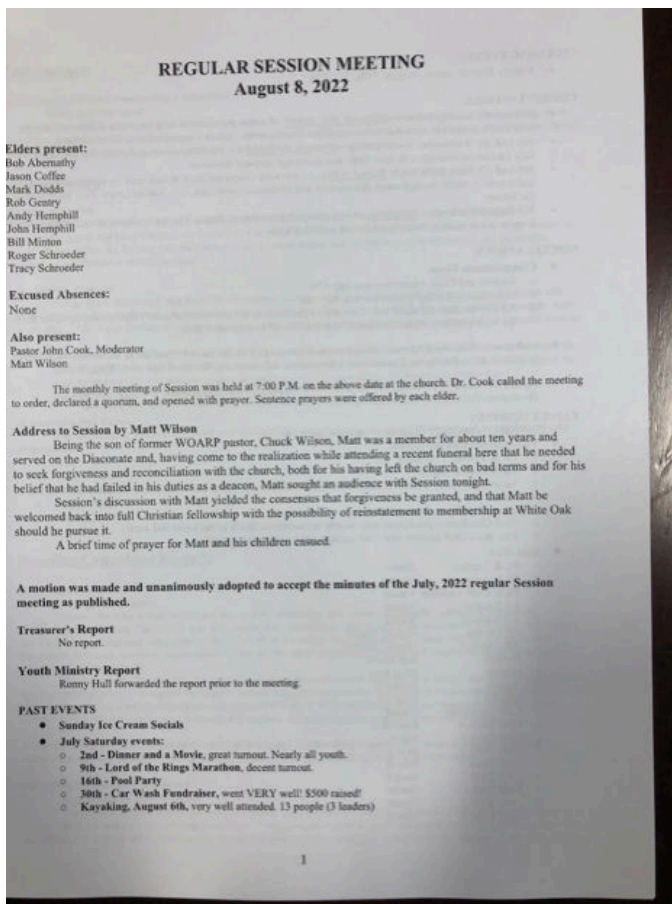 REGULAR SESSION MEETING
August 8, 2022
Elders present:
Bob Abernathy
Jason Coffee
Mark Dodds
Rob Gentry
Andy Hemphill
John Hemphill
Bill Minton
Roger Schroeder
Tracy Schroeder
Excused Absences:
None
Also present:
Pastor John Cook, Moderator
Matt Wilson
The monthly meeting of Session was held at 7:00 P.M. on the above date at the church. Dr. Cook called the meeting
to order, declared a quorum, and opened with prayer. Sentence prayers were offered by each elder.
Address to Session by Matt Wilson
Being the son of former WOARP pastor, Chuck Wilson, Matt was a member for about ten years and
served on the Diaconate and, having come to the realization while attending a recent funeral here that he needed
to seek forgiveness and reconciliation with the church, both for his having left the church on bad terms and for his
belief that he had failed in his duties as a deacon, Matt sought an audience with Session tonight.
Session's discussion with Matt yielded the consensus that forgiveness be granted, and that Matt be
welcomed back into full Christian fellowship with the possibility of reinstatement to membership at White Oak
should he pursue it.
A brief time of prayer for Matt and his children ensued.
A motion was made and unanimously adopted to accept the minutes of the July, 2022 regular Session
meeting as published.
Treasurer's Report
No report.
Youth Ministry Report
Ronny Hull forwarded the report prior to the meeting.
PAST EVENTS
• Sunday Ice Cream Socials
• July Saturday events:
○ 2nd - Dinner and a Movie, great turnout. Nearly all youth.
○ 9th - Lord of the Rings Marathon, decent turnout.
○ 16th - Pool Party
○ 30th - Car Wash Fundraiser, went VERY well! $500 raised!
○ Kayaking, August 6th, very well attended. 13 people (3 leaders)
1